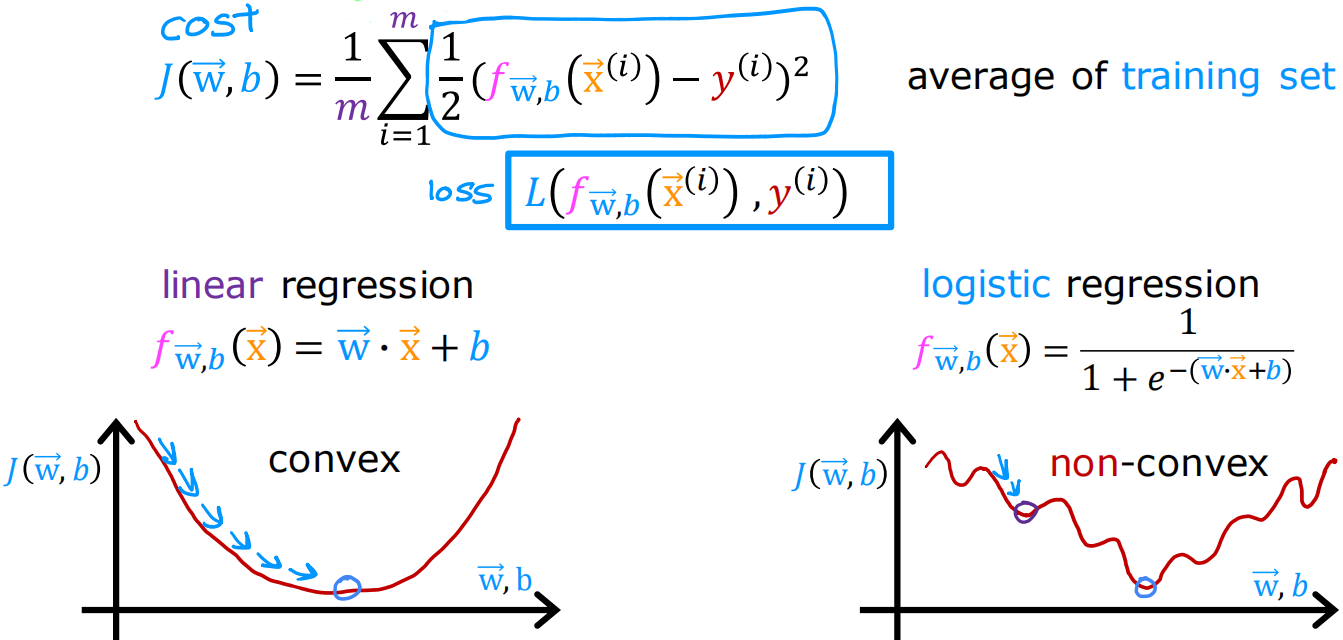 cost
J(w⃗, b) = 1/m ∑_{i=1}^{m} 1/2 (f_{w⃗,b}(x⃗^{(i)}) − y^{(i)})² average of training set
loss L(f_{w⃗,b}(x⃗^{(i)}) , y^{(i)})
linear regression
f_{w⃗,b}(x⃗) = w⃗ · x⃗ + b
logistic regression
f_{w⃗,b}(x⃗) = 1 / (1 + e^{−(w⃗·x⃗+b)})
J(w⃗, b)
convex
w⃗, b
J(w⃗, b)
non-convex
w⃗, b